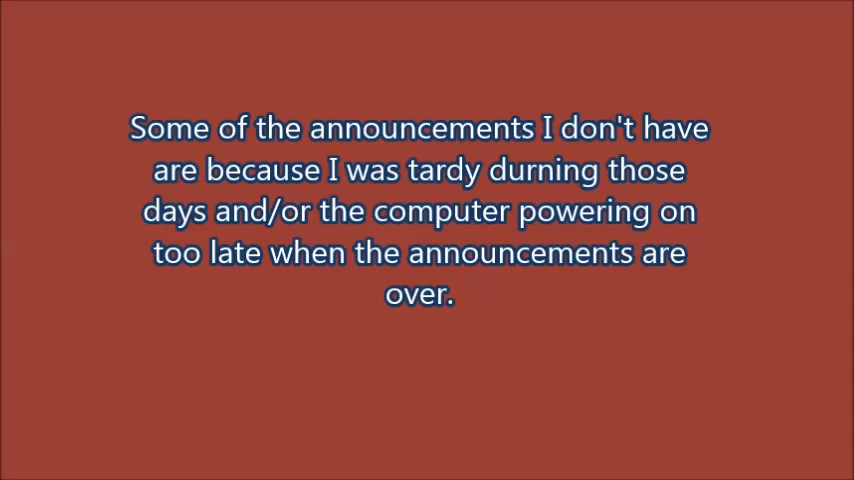 Some of the announcements I don't have
are because I was tardy durning those
days and/or the computer powering on
too late when the announcements are
over.